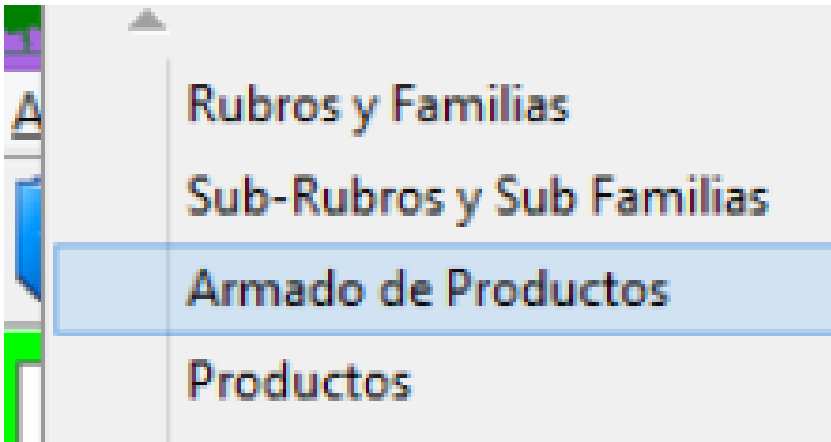 Rubros y Familias
Sub-Rubros y Sub Familias
Armado de Productos
Productos